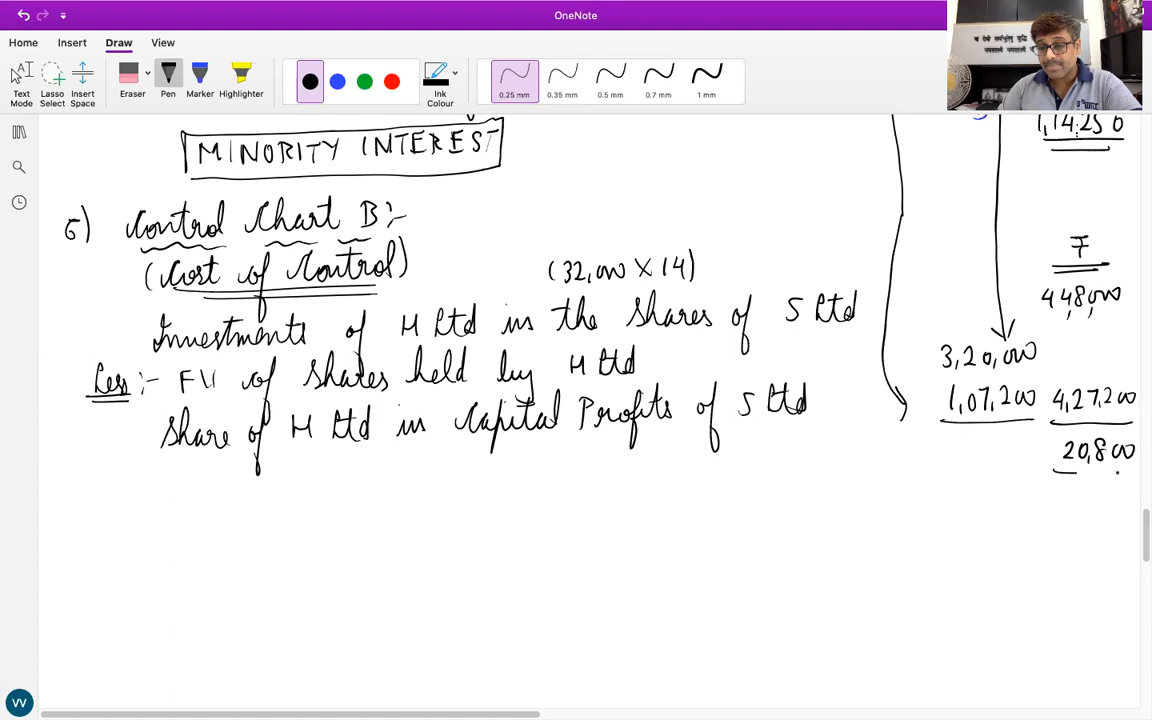 OneNote
Home Insert Draw View
Text Mode
Lasso Select
Insert Space
Eraser
Pen
Marker
Highlighter
Ink Colour
0.25 mm
0.35 mm
0.5 mm
0.7 mm
1 mm
1,14,250
MINORITY INTEREST
6) Control Chart B:-
(Cost of Control)
(32,000 X 14)
₹
4,48,000
Investments of H Ltd in the shares of S Ltd
3,20,000
Less:- FV of shares held by H Ltd
share of H Ltd in Capital Profits of S Ltd
1,07,200 4,27,200
20,800
VV